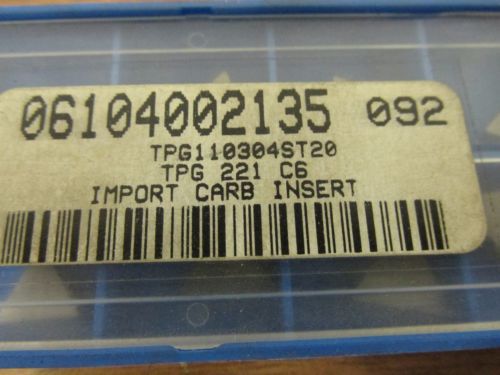 06104002135 092
TPG110304ST20
TPG 221 C6
IMPORT CARB INSERT